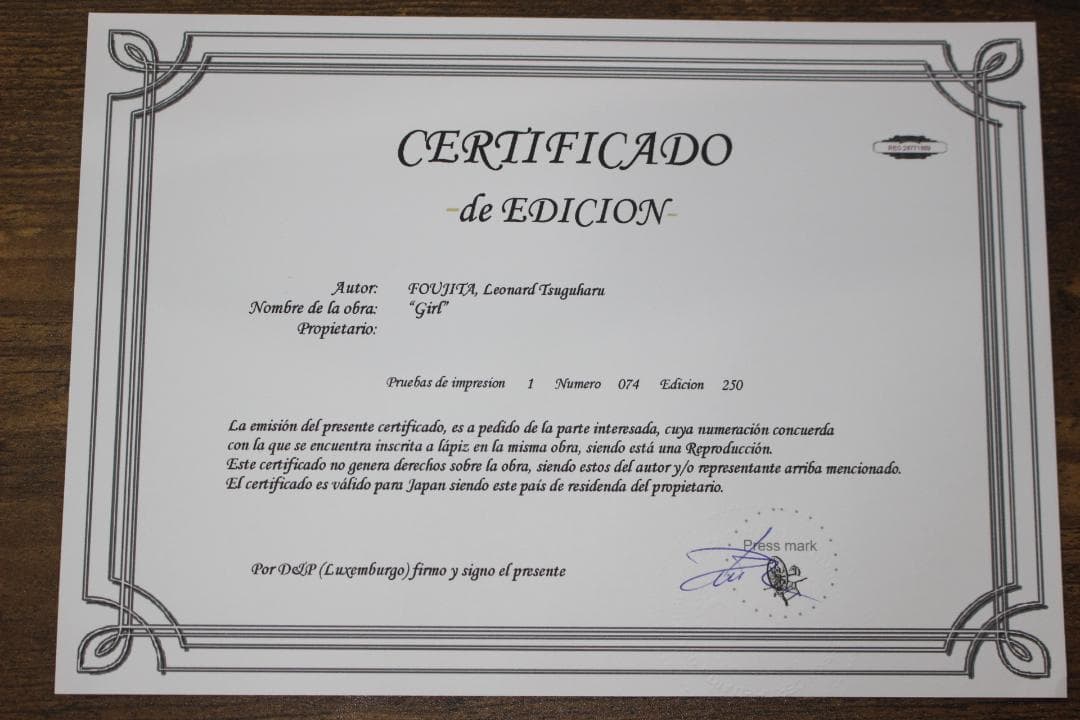 CERTIFICADO
-de EDICION-
Autor: FOUJITA, Leonard Tsuguharu
Nombre de la obra: "Girl"
Propietario:
Pruebas de impresion 1 Numero 074 Edicion 250
La emisión del presente certificado, es a pedido de la parte interesada, cuya numeración concuerda
con la que se encuentra inscrita a lápiz en la misma obra, siendo está una Reproducción.
Este certificado no genera derechos sobre la obra, siendo estos del autor y/o representante arriba mencionado.
El certificado es válido para Japan siendo este país de residenda del propietario.
Press mark
Por D&P (Luxemburgo) firmo y signo el presente